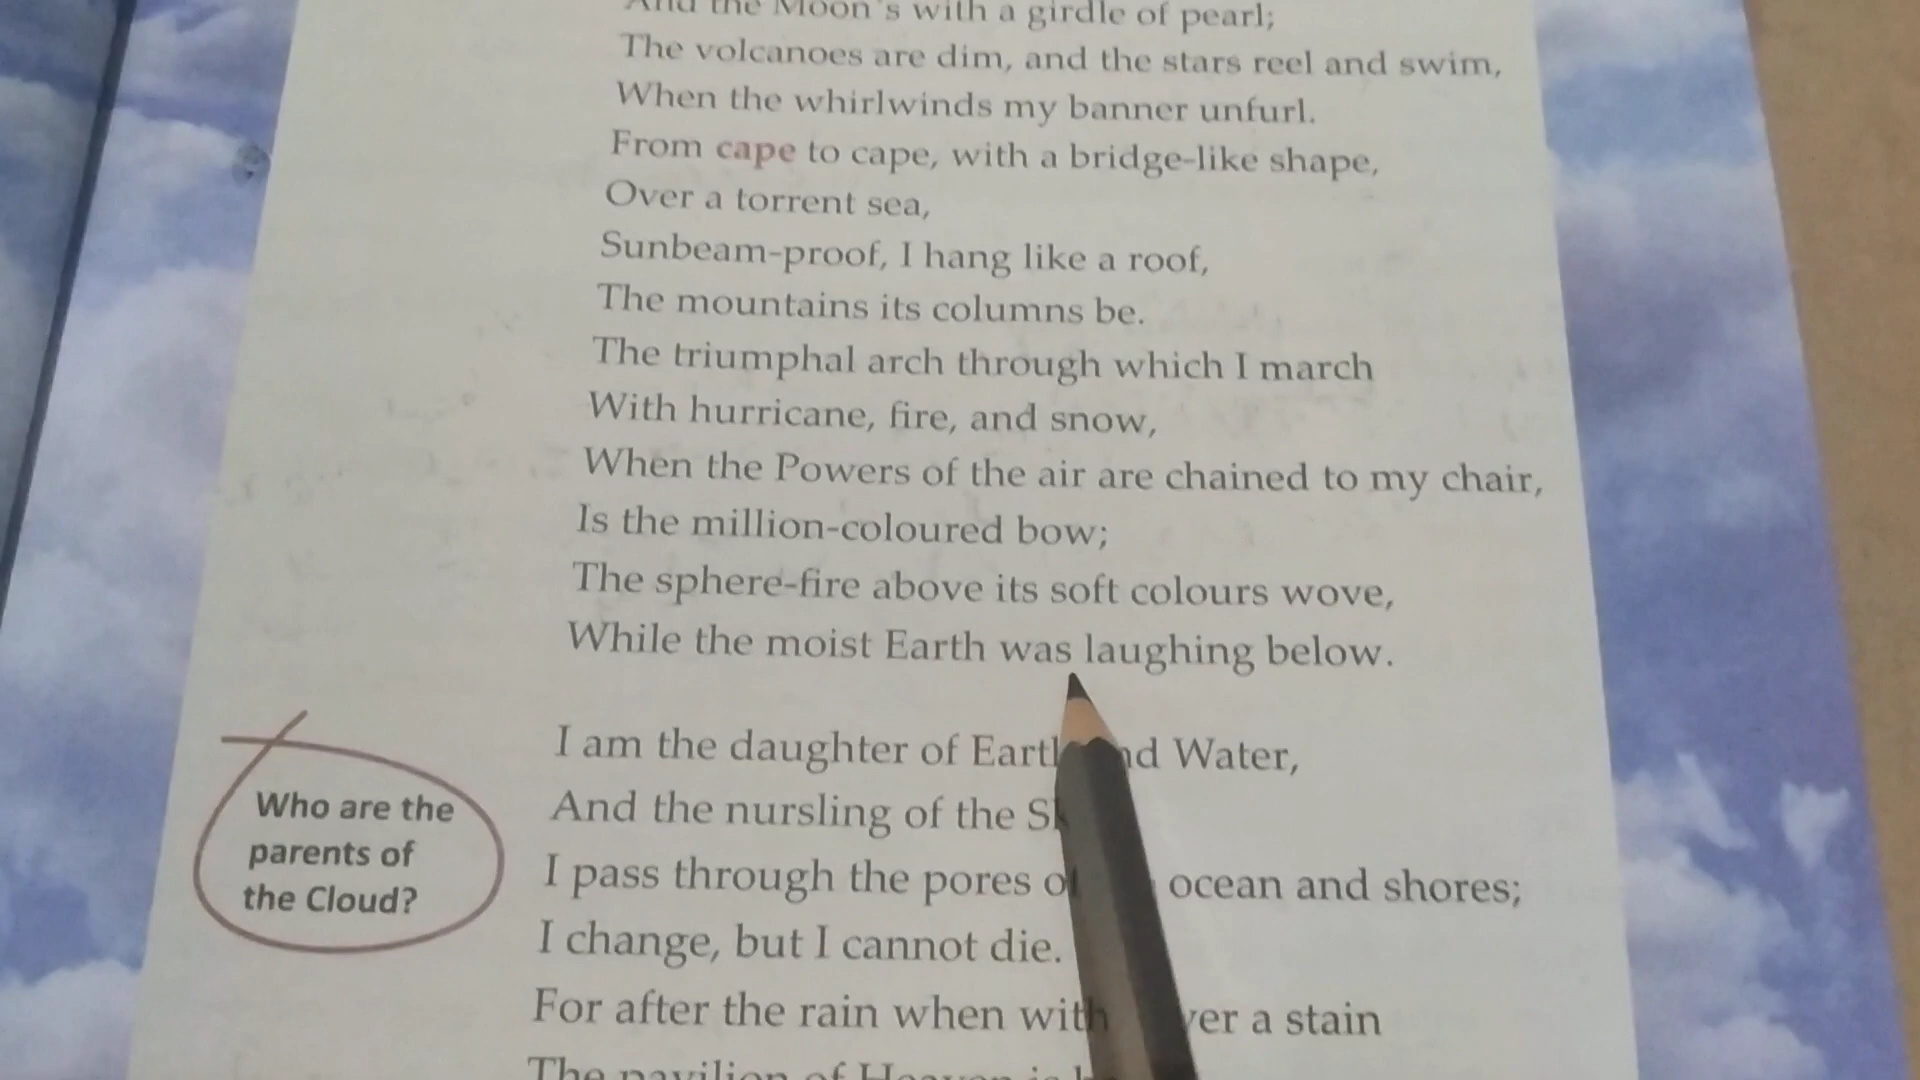 And the Moon's with a girdle of pearl;
The volcanoes are dim, and the stars reel and swim,
When the whirlwinds my banner unfurl.
From cape to cape, with a bridge-like shape,
Over a torrent sea,
Sunbeam-proof, I hang like a roof,
The mountains its columns be.
The triumphal arch through which I march
With hurricane, fire, and snow,
When the Powers of the air are chained to my chair,
Is the million-coloured bow;
The sphere-fire above its soft colours wove,
While the moist Earth was laughing below.
I am the daughter of Earth and Water,
And the nursling of the
I pass through the pores ocean and shores;
I change, but I cannot die.
For after the rain when with a stain
The pavilion of Heaven is
Who are the
parents of
the Cloud?